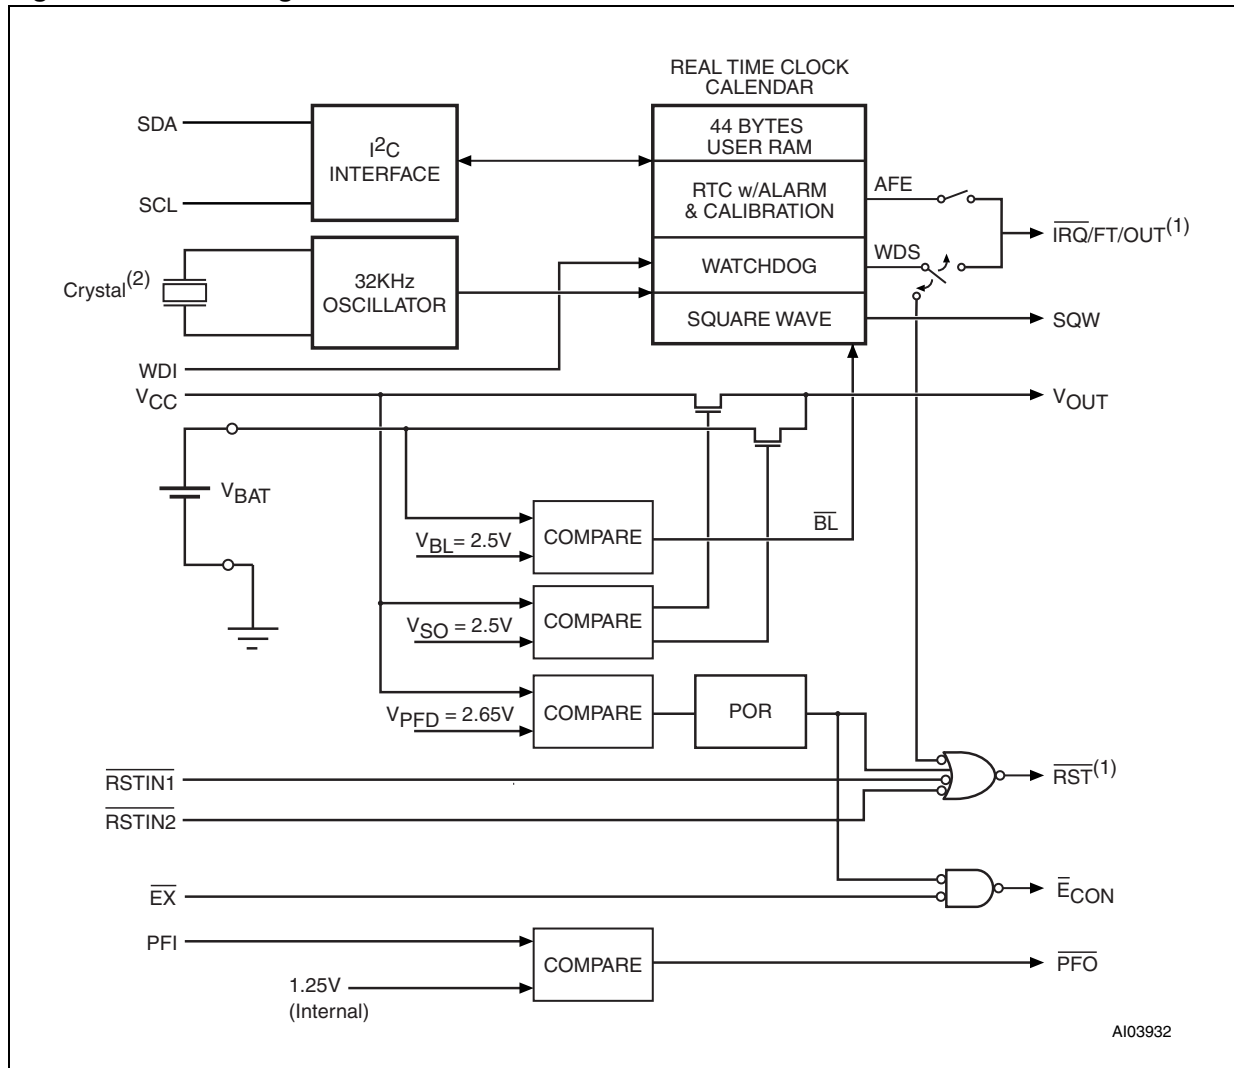 REAL TIME CLOCK
CALENDAR
SDA
SCL
I2C
INTERFACE
44 BYTES
USER RAM
RTC w/ALARM
& CALIBRATION
WATCHDOG
SQUARE WAVE
AFE
WDS
IRQ/FT/OUT(1)
SQW
Crystal(2)
32KHz
OSCILLATOR
WDI
VCC
VOUT
VBAT
VBL= 2.5V
COMPARE
BL
VSO = 2.5V
COMPARE
VPFD = 2.65V
COMPARE
POR
RSTIN1
RSTIN2
RST(1)
EX
ECON
PFI
1.25V
(Internal)
COMPARE
PFO
AI03932